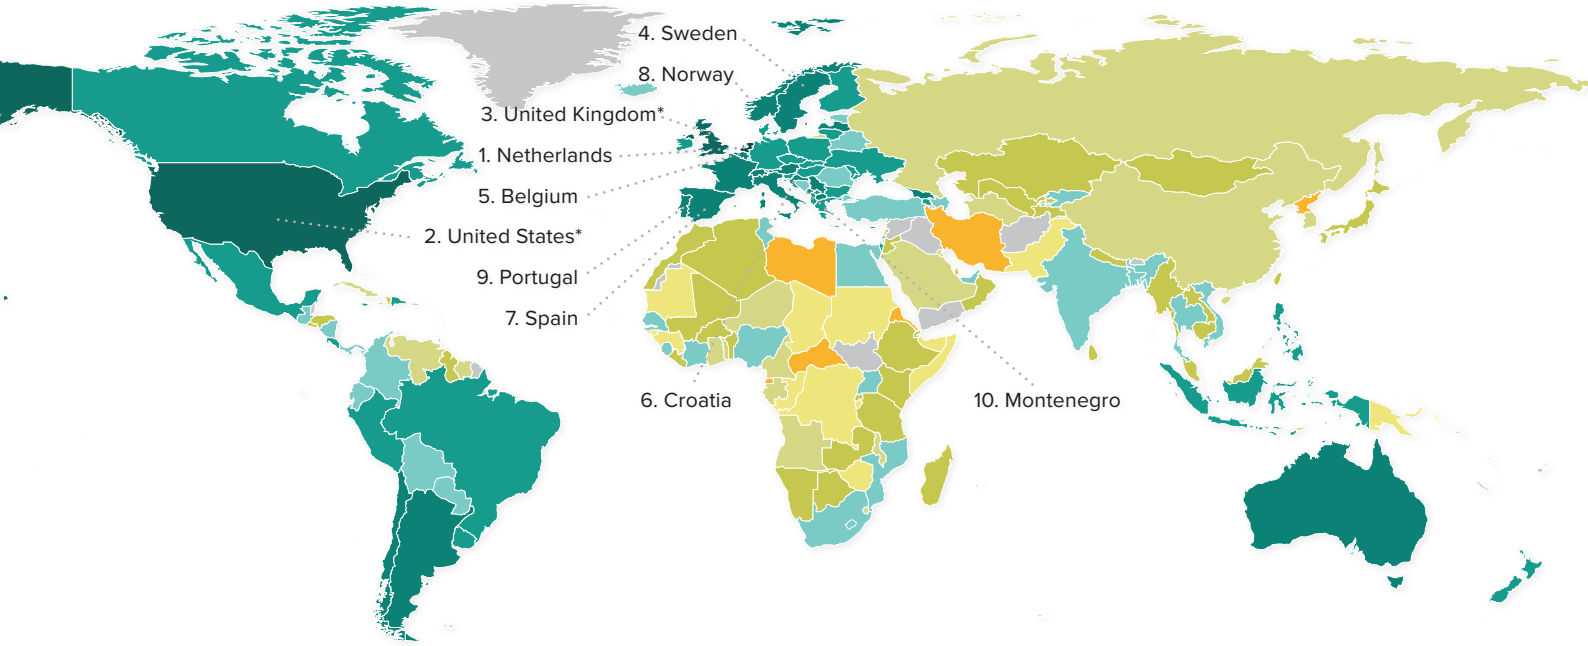 4. Sweden
8. Norway
3. United Kingdom*
1. Netherlands
5. Belgium
2. United States*
9. Portugal
7. Spain
6. Croatia
10. Montenegro